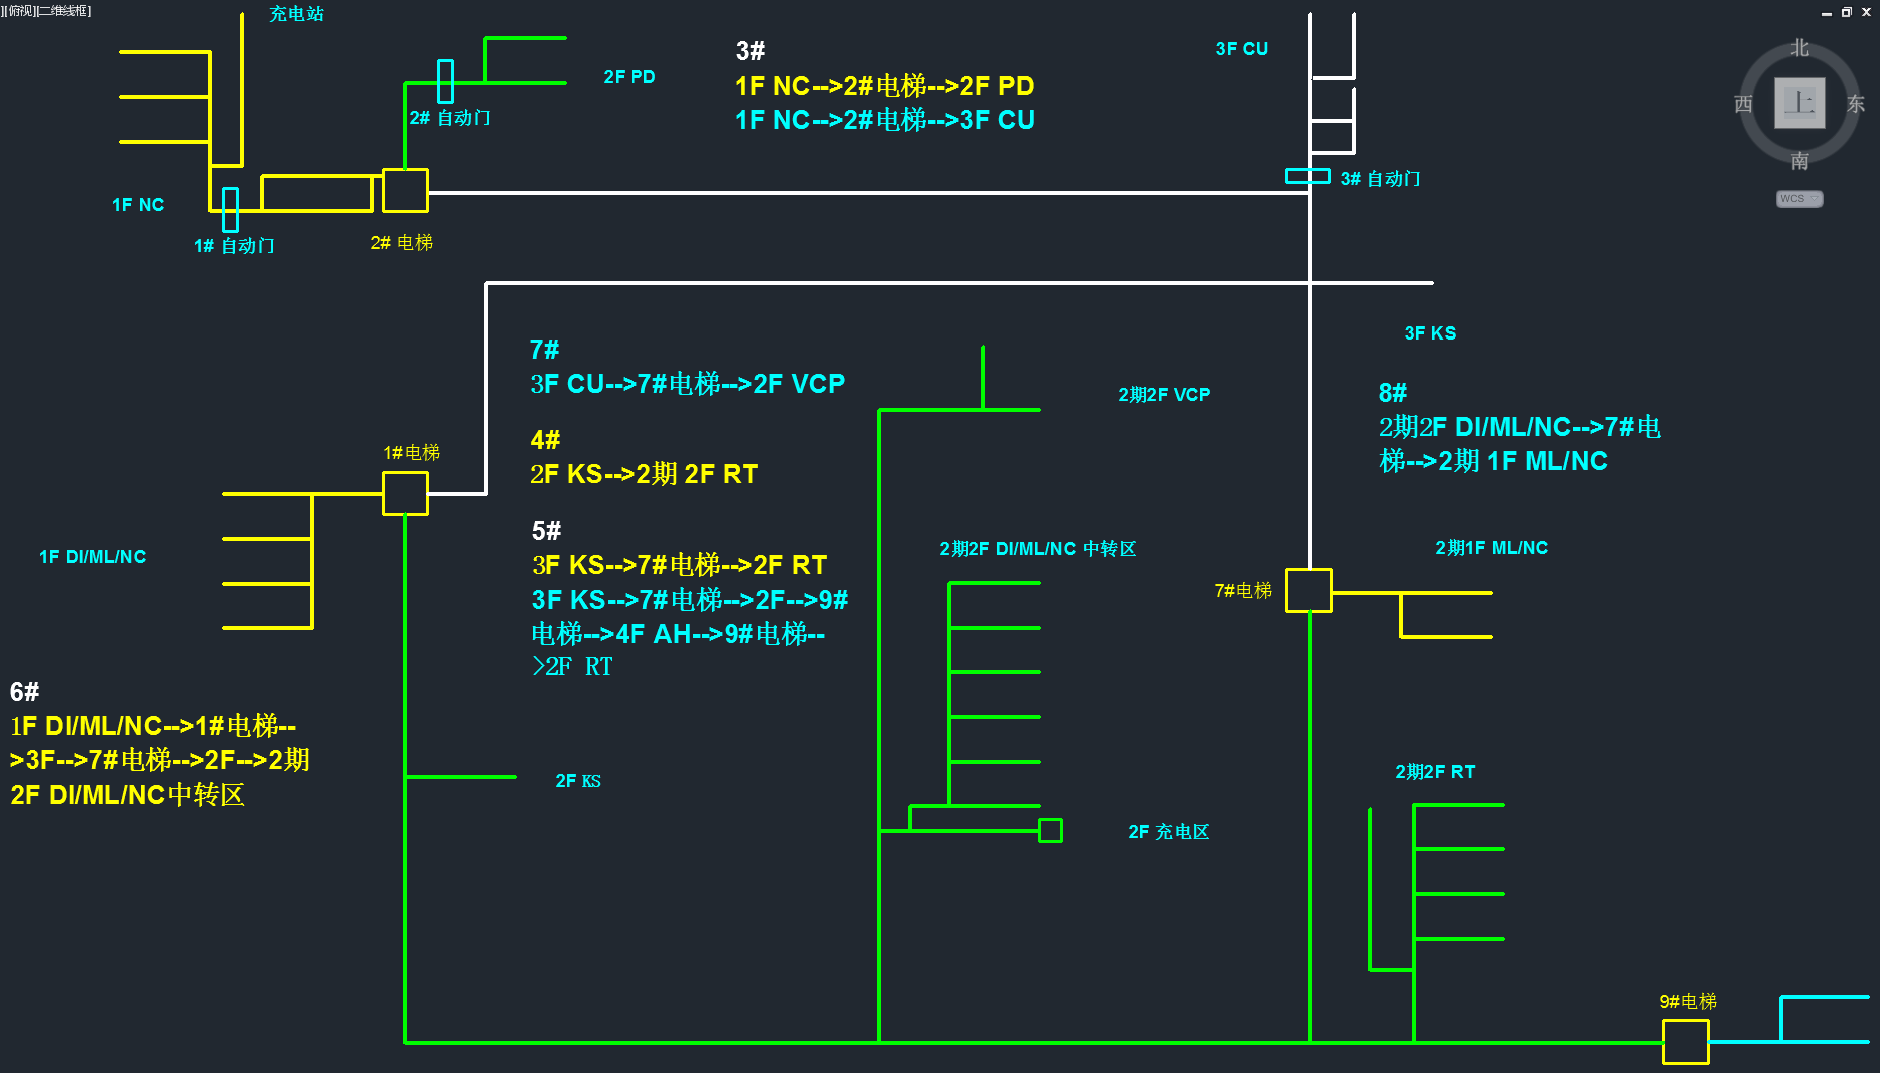 ][俯视][二维线框]
充电站
3#
1F NC-->2#电梯-->2F PD
1F NC-->2#电梯-->3F CU
2F PD
2# 自动门
3F CU
北
西
上
东
南
WCS
3# 自动门
1F NC
1# 自动门
2# 电梯
3F KS
7#
3F CU-->7#电梯-->2F VCP
2期2F VCP
8#
2期2F DI/ML/NC-->7#电
梯-->2期 1F ML/NC
4#
2F KS-->2期 2F RT
1#电梯
5#
3F KS-->7#电梯-->2F RT
3F KS-->7#电梯-->2F-->9#
电梯-->4F AH-->9#电梯--
>2F RT
2期2F DI/ML/NC 中转区
2期1F ML/NC
7#电梯
1F DI/ML/NC
6#
1F DI/ML/NC-->1#电梯--
>3F-->7#电梯-->2F-->2期
2F DI/ML/NC中转区
2F KS
2期2F RT
2F 充电区
9#电梯